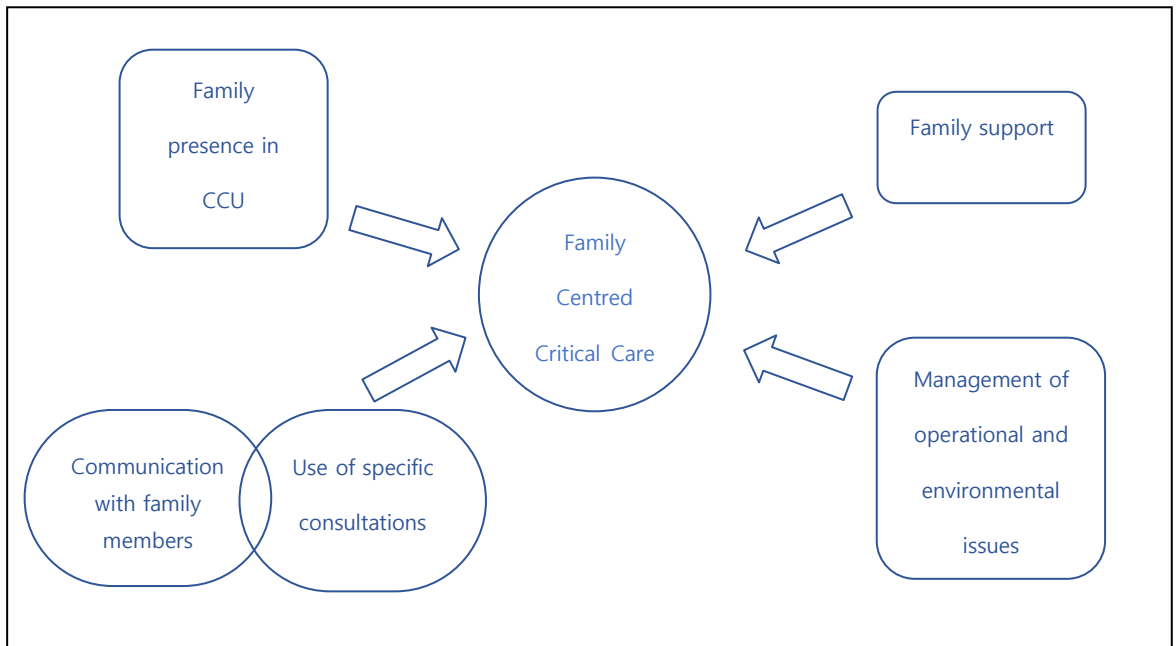 Family
presence in
CCU
Family support
Family
Centred
Critical Care
Communication
with family
members
Use of specific
consultations
Management of
operational and
environmental
issues